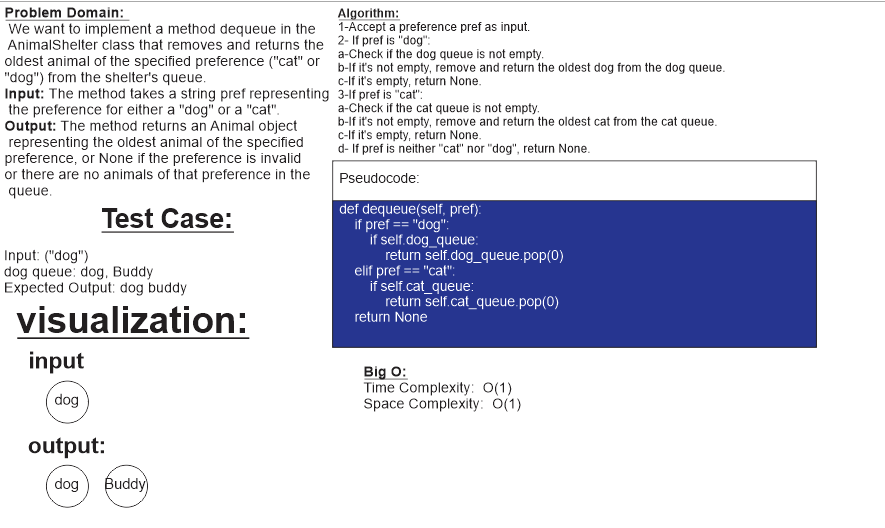 Problem Domain:
We want to implement a method dequeue in the
AnimalShelter class that removes and returns the
oldest animal of the specified preference ("cat" or
"dog") from the shelter's queue.
Input: The method takes a string pref representing
the preference for either a "dog" or a "cat".
Output: The method returns an Animal object
representing the oldest animal of the specified
preference, or None if the preference is invalid
or there are no animals of that preference in the
queue.
Test Case:
Input: ("dog")
dog queue: dog, Buddy
Expected Output: dog buddy
visualization:
input
dog
output:
dog Buddy
Algorithm:
1-Accept a preference pref as input.
2- If pref is "dog":
a-Check if the dog queue is not empty.
b-If it's not empty, remove and return the oldest dog from the dog queue.
c-If it's empty, return None.
3-If pref is "cat":
a-Check if the cat queue is not empty.
b-If it's not empty, remove and return the oldest cat from the cat queue.
c-If it's empty, return None.
d- If pref is neither "cat" nor "dog", return None.
Pseudocode:
def dequeue(self, pref):
if pref == "dog":
if self.dog_queue:
return self.dog_queue.pop(0)
elif pref == "cat":
if self.cat_queue:
return self.cat_queue.pop(0)
return None
Big O:
Time Complexity: O(1)
Space Complexity: O(1)